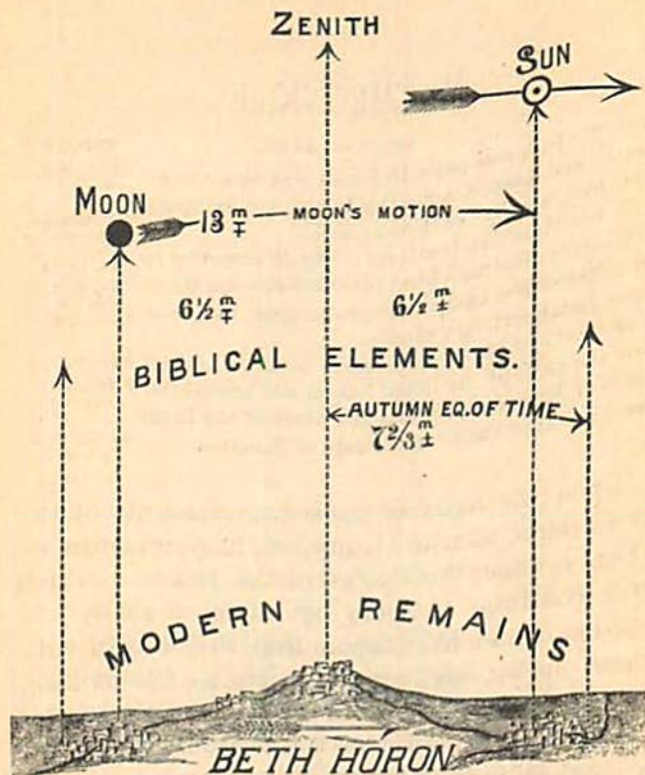 ZENITH
SUN
MOON
13 m∓ MOON'S MOTION
6½ m∓ 6½ m±
BIBLICAL ELEMENTS.
AUTUMN EQ. OF TIME
7⅔ m±
MODERN REMAINS
BETH HORON